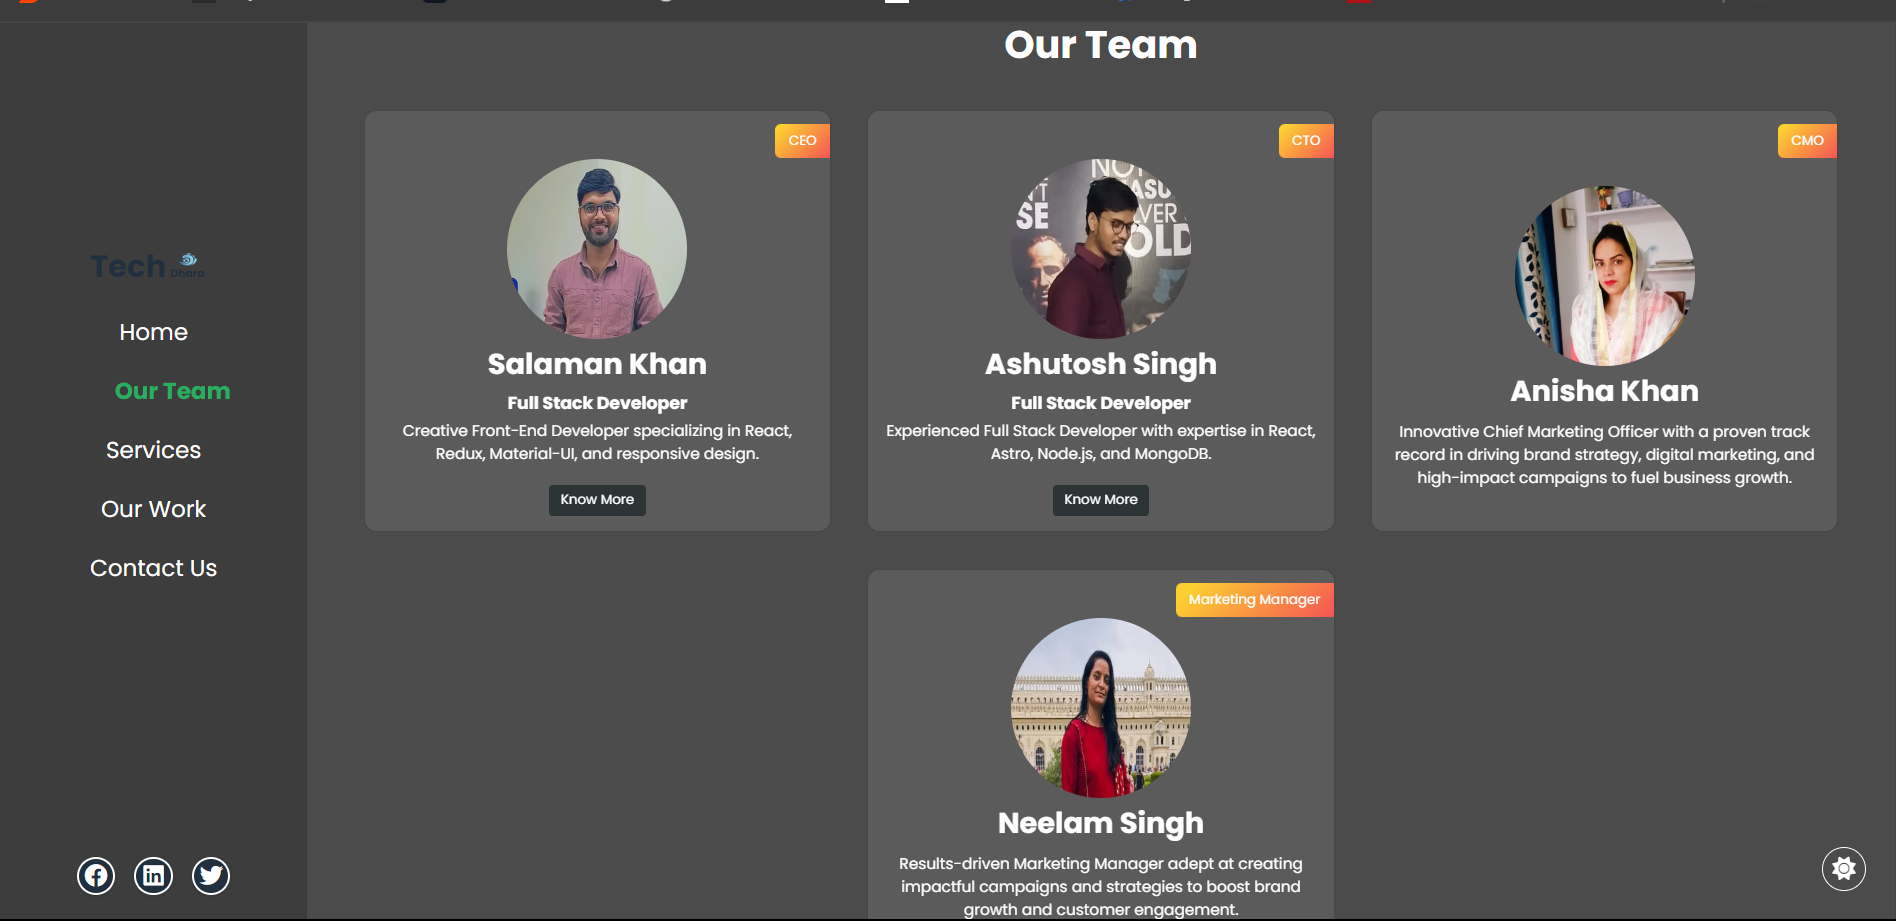 Our Team
Tech
Dhara
Home
Our Team
Services
Our Work
Contact Us
CEO
Salaman Khan
Full Stack Developer
Creative Front-End Developer specializing in React,
Redux, Material-UI, and responsive design.
Know More
CTO
NOT
ASU
SE
VER
OLD
Ashutosh Singh
Full Stack Developer
Experienced Full Stack Developer with expertise in React,
Astro, Node.js, and MongoDB.
Know More
CMO
Anisha Khan
Innovative Chief Marketing Officer with a proven track
record in driving brand strategy, digital marketing, and
high-impact campaigns to fuel business growth.
Marketing Manager
Neelam Singh
Results-driven Marketing Manager adept at creating
impactful campaigns and strategies to boost brand
growth and customer engagement.